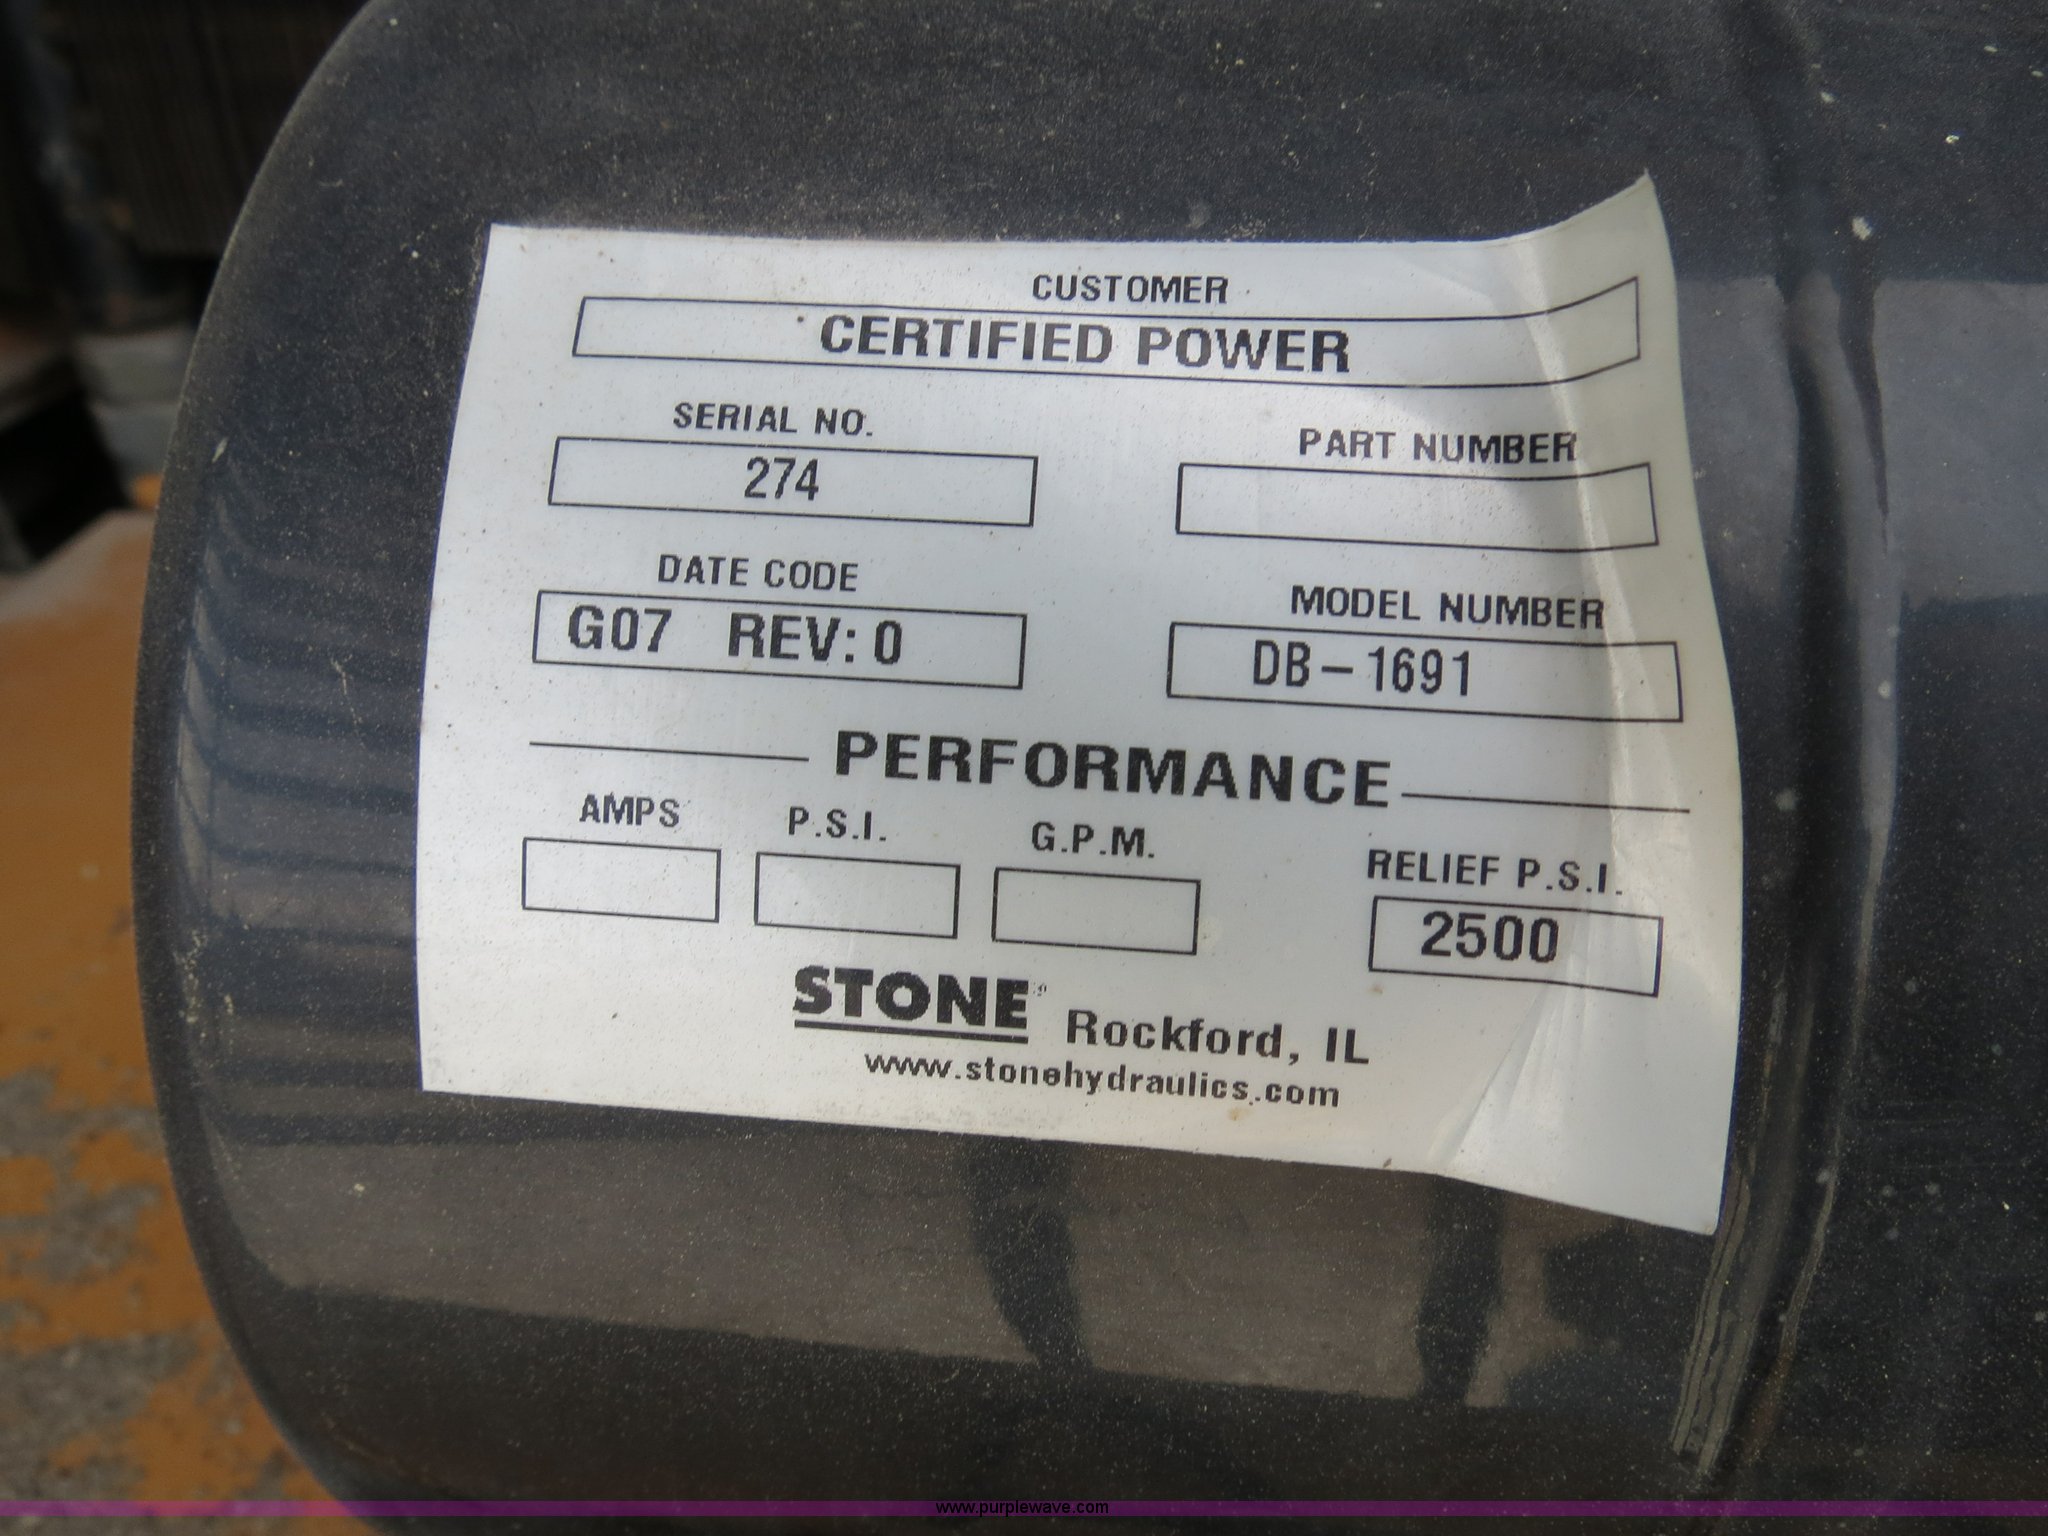 CUSTOMER
CERTIFIED POWER
SERIAL NO.
274
PART NUMBER
DATE CODE
G07 REV: 0
MODEL NUMBER
DB-1691
PERFORMANCE
AMPS P.S.I. G.P.M. RELIEF P.S.I.
2500
STONE® Rockford, IL
www.stonehydraulics.com
www.purplewave.com